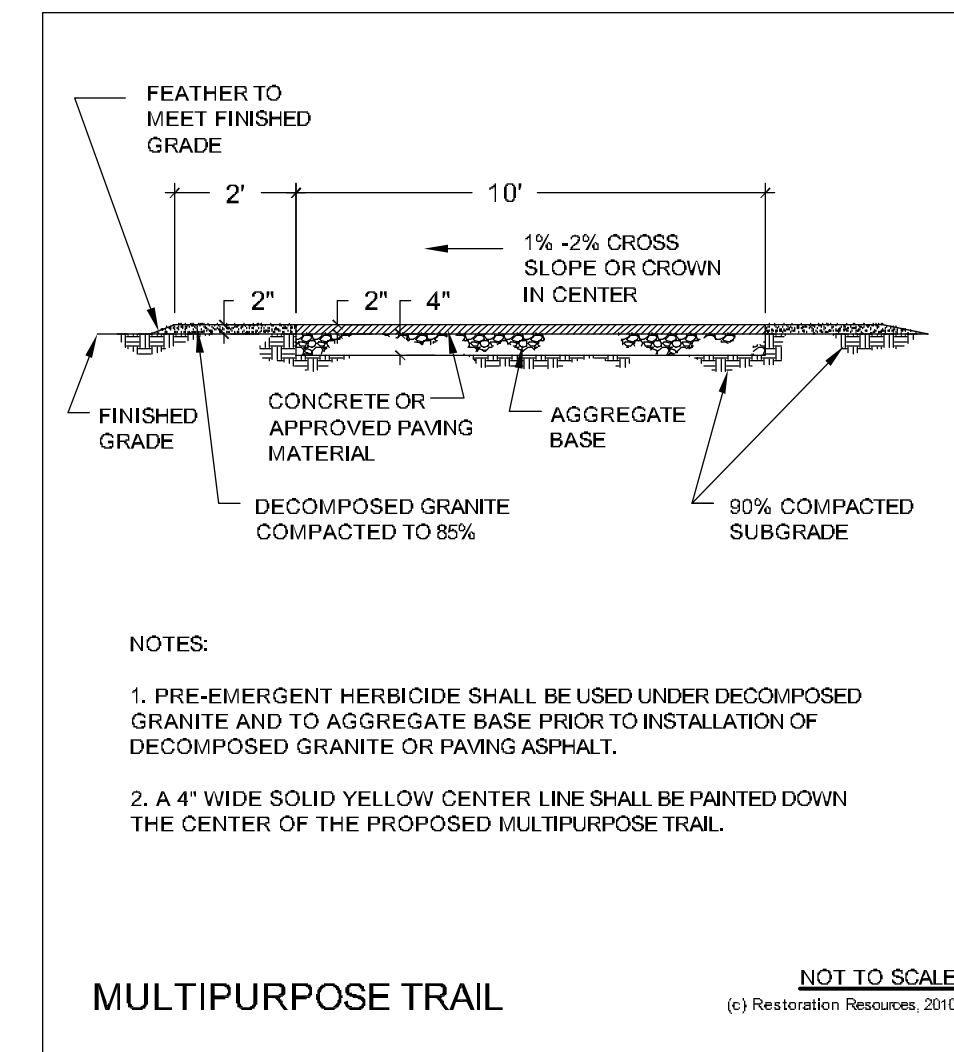 FEATHER TO
MEET FINISHED
GRADE
2'
10'
1% -2% CROSS
SLOPE OR CROWN
IN CENTER
2"
2"
4"
FINISHED
GRADE
CONCRETE OR
APPROVED PAVING
MATERIAL
AGGREGATE
BASE
DECOMPOSED GRANITE
COMPACTED TO 85%
90% COMPACTED
SUBGRADE
NOTES:
1. PRE-EMERGENT HERBICIDE SHALL BE USED UNDER DECOMPOSED
GRANITE AND TO AGGREGATE BASE PRIOR TO INSTALLATION OF
DECOMPOSED GRANITE OR PAVING ASPHALT.
2. A 4" WIDE SOLID YELLOW CENTER LINE SHALL BE PAINTED DOWN
THE CENTER OF THE PROPOSED MULTIPURPOSE TRAIL.
MULTIPURPOSE TRAIL
NOT TO SCALE
(c) Restoration Resources, 2010